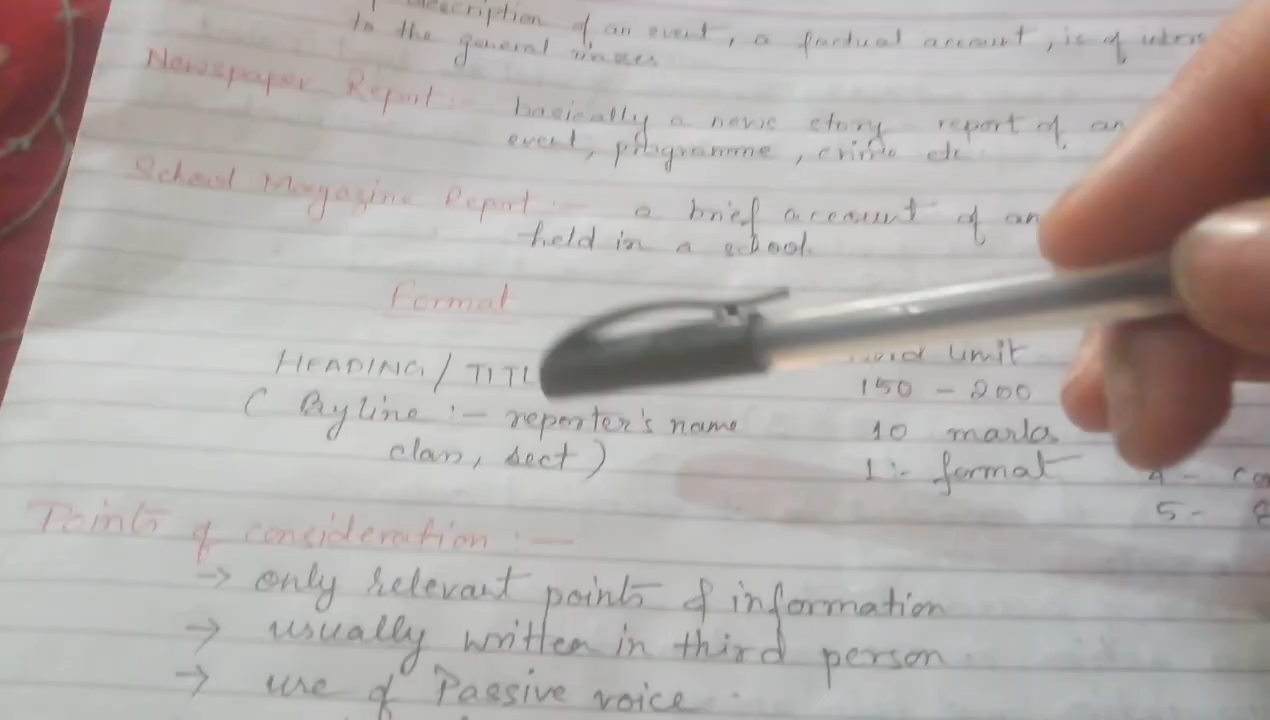 description of an event, a factual account, is of
to the general masses
Newspaper Report :- basically a news story report of an
event, programme, crime etc
School Magazine Report :- a brief account of an
held in a school.
Format
HEADING/ TITL
limit
(Byline :- reporter's name
150 - 200
class, sect)
10 marks
1 :- format 4 -
5 -
Points of consideration :-
→ only relevant points of information
→ usually written in third person
→ use of Passive voice.